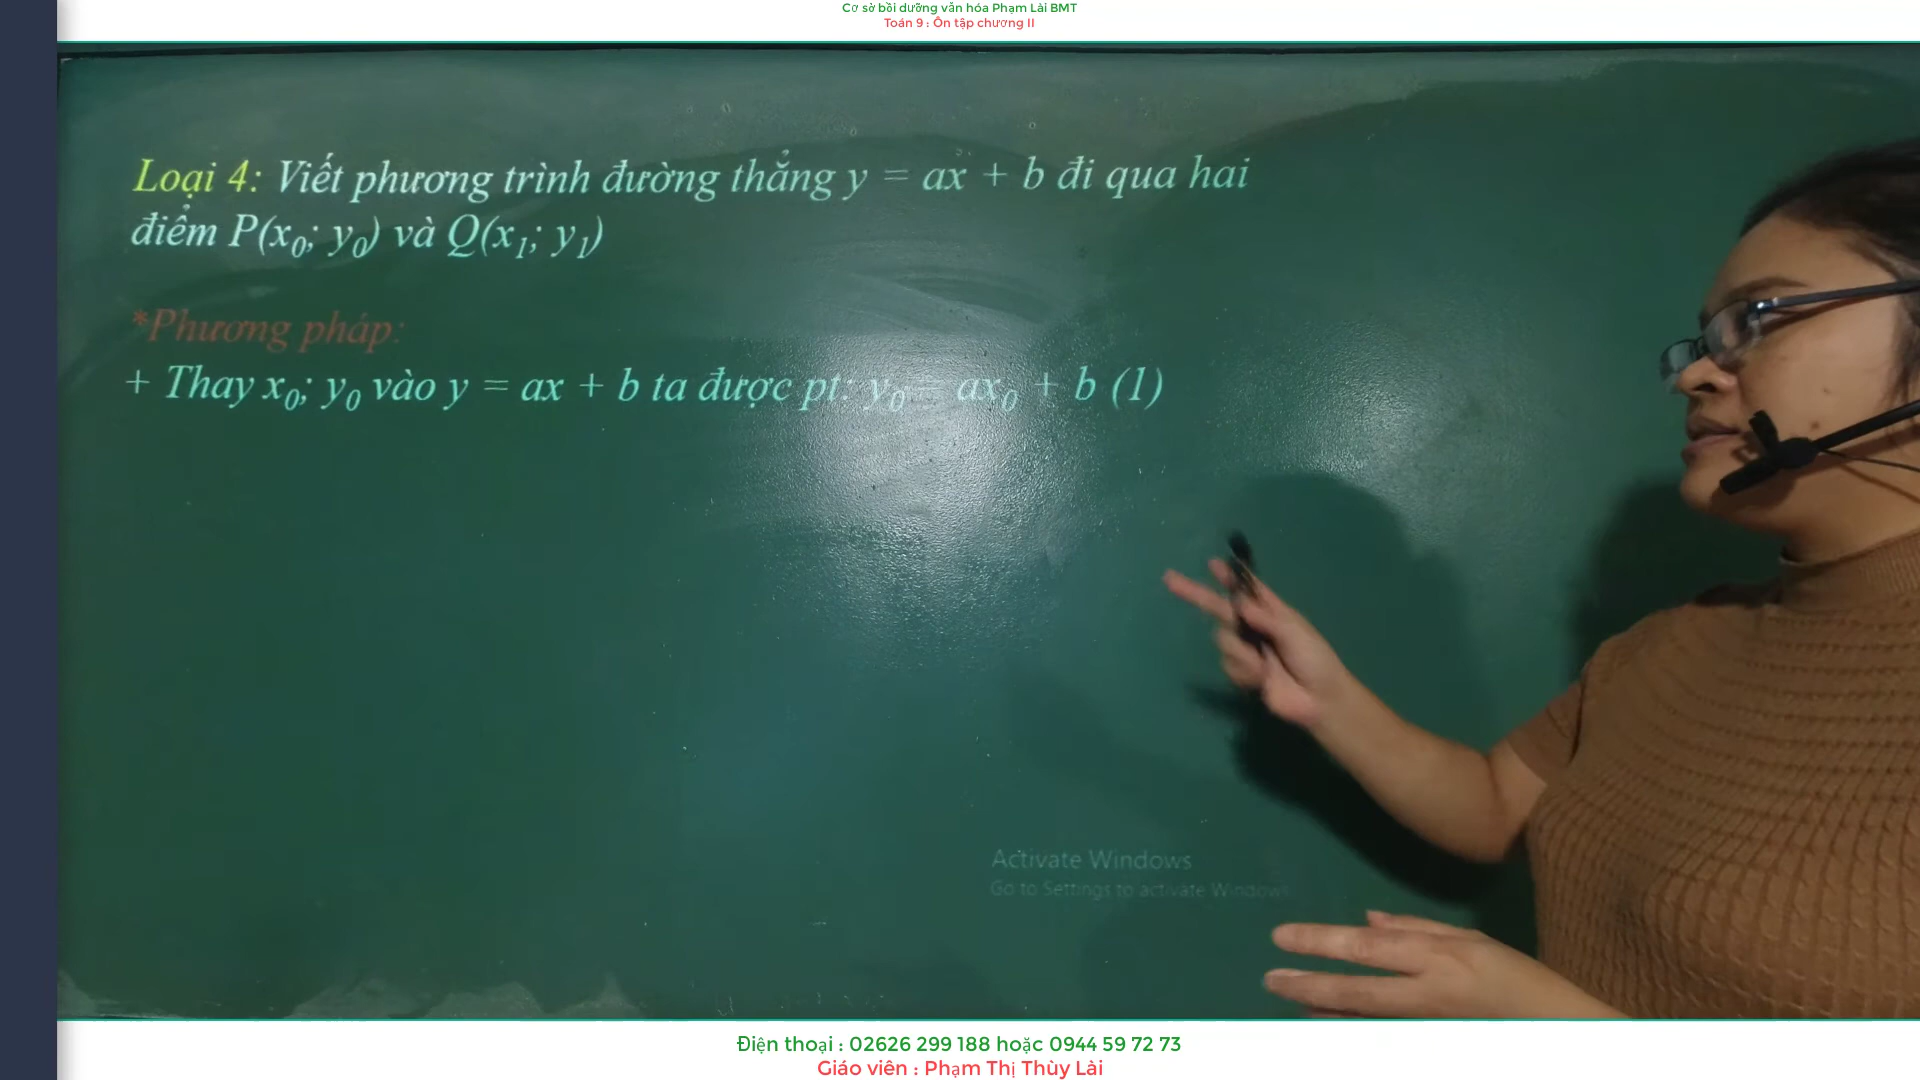 Cơ sở bồi dưỡng văn hóa Phạm Lài BMT
Toán 9 : Ôn tập chương II
Loại 4: Viết phương trình đường thẳng y = ax + b đi qua hai
điểm P(x₀; y₀) và Q(x₁; y₁)
*Phương pháp:
+ Thay x₀; y₀ vào y = ax + b ta được pt: y₀ = ax₀ + b (1)
Activate Windows
Go to Settings to activate Windows.
Điện thoại : 02626 299 188 hoặc 0944 59 72 73
Giáo viên : Phạm Thị Thùy Lài